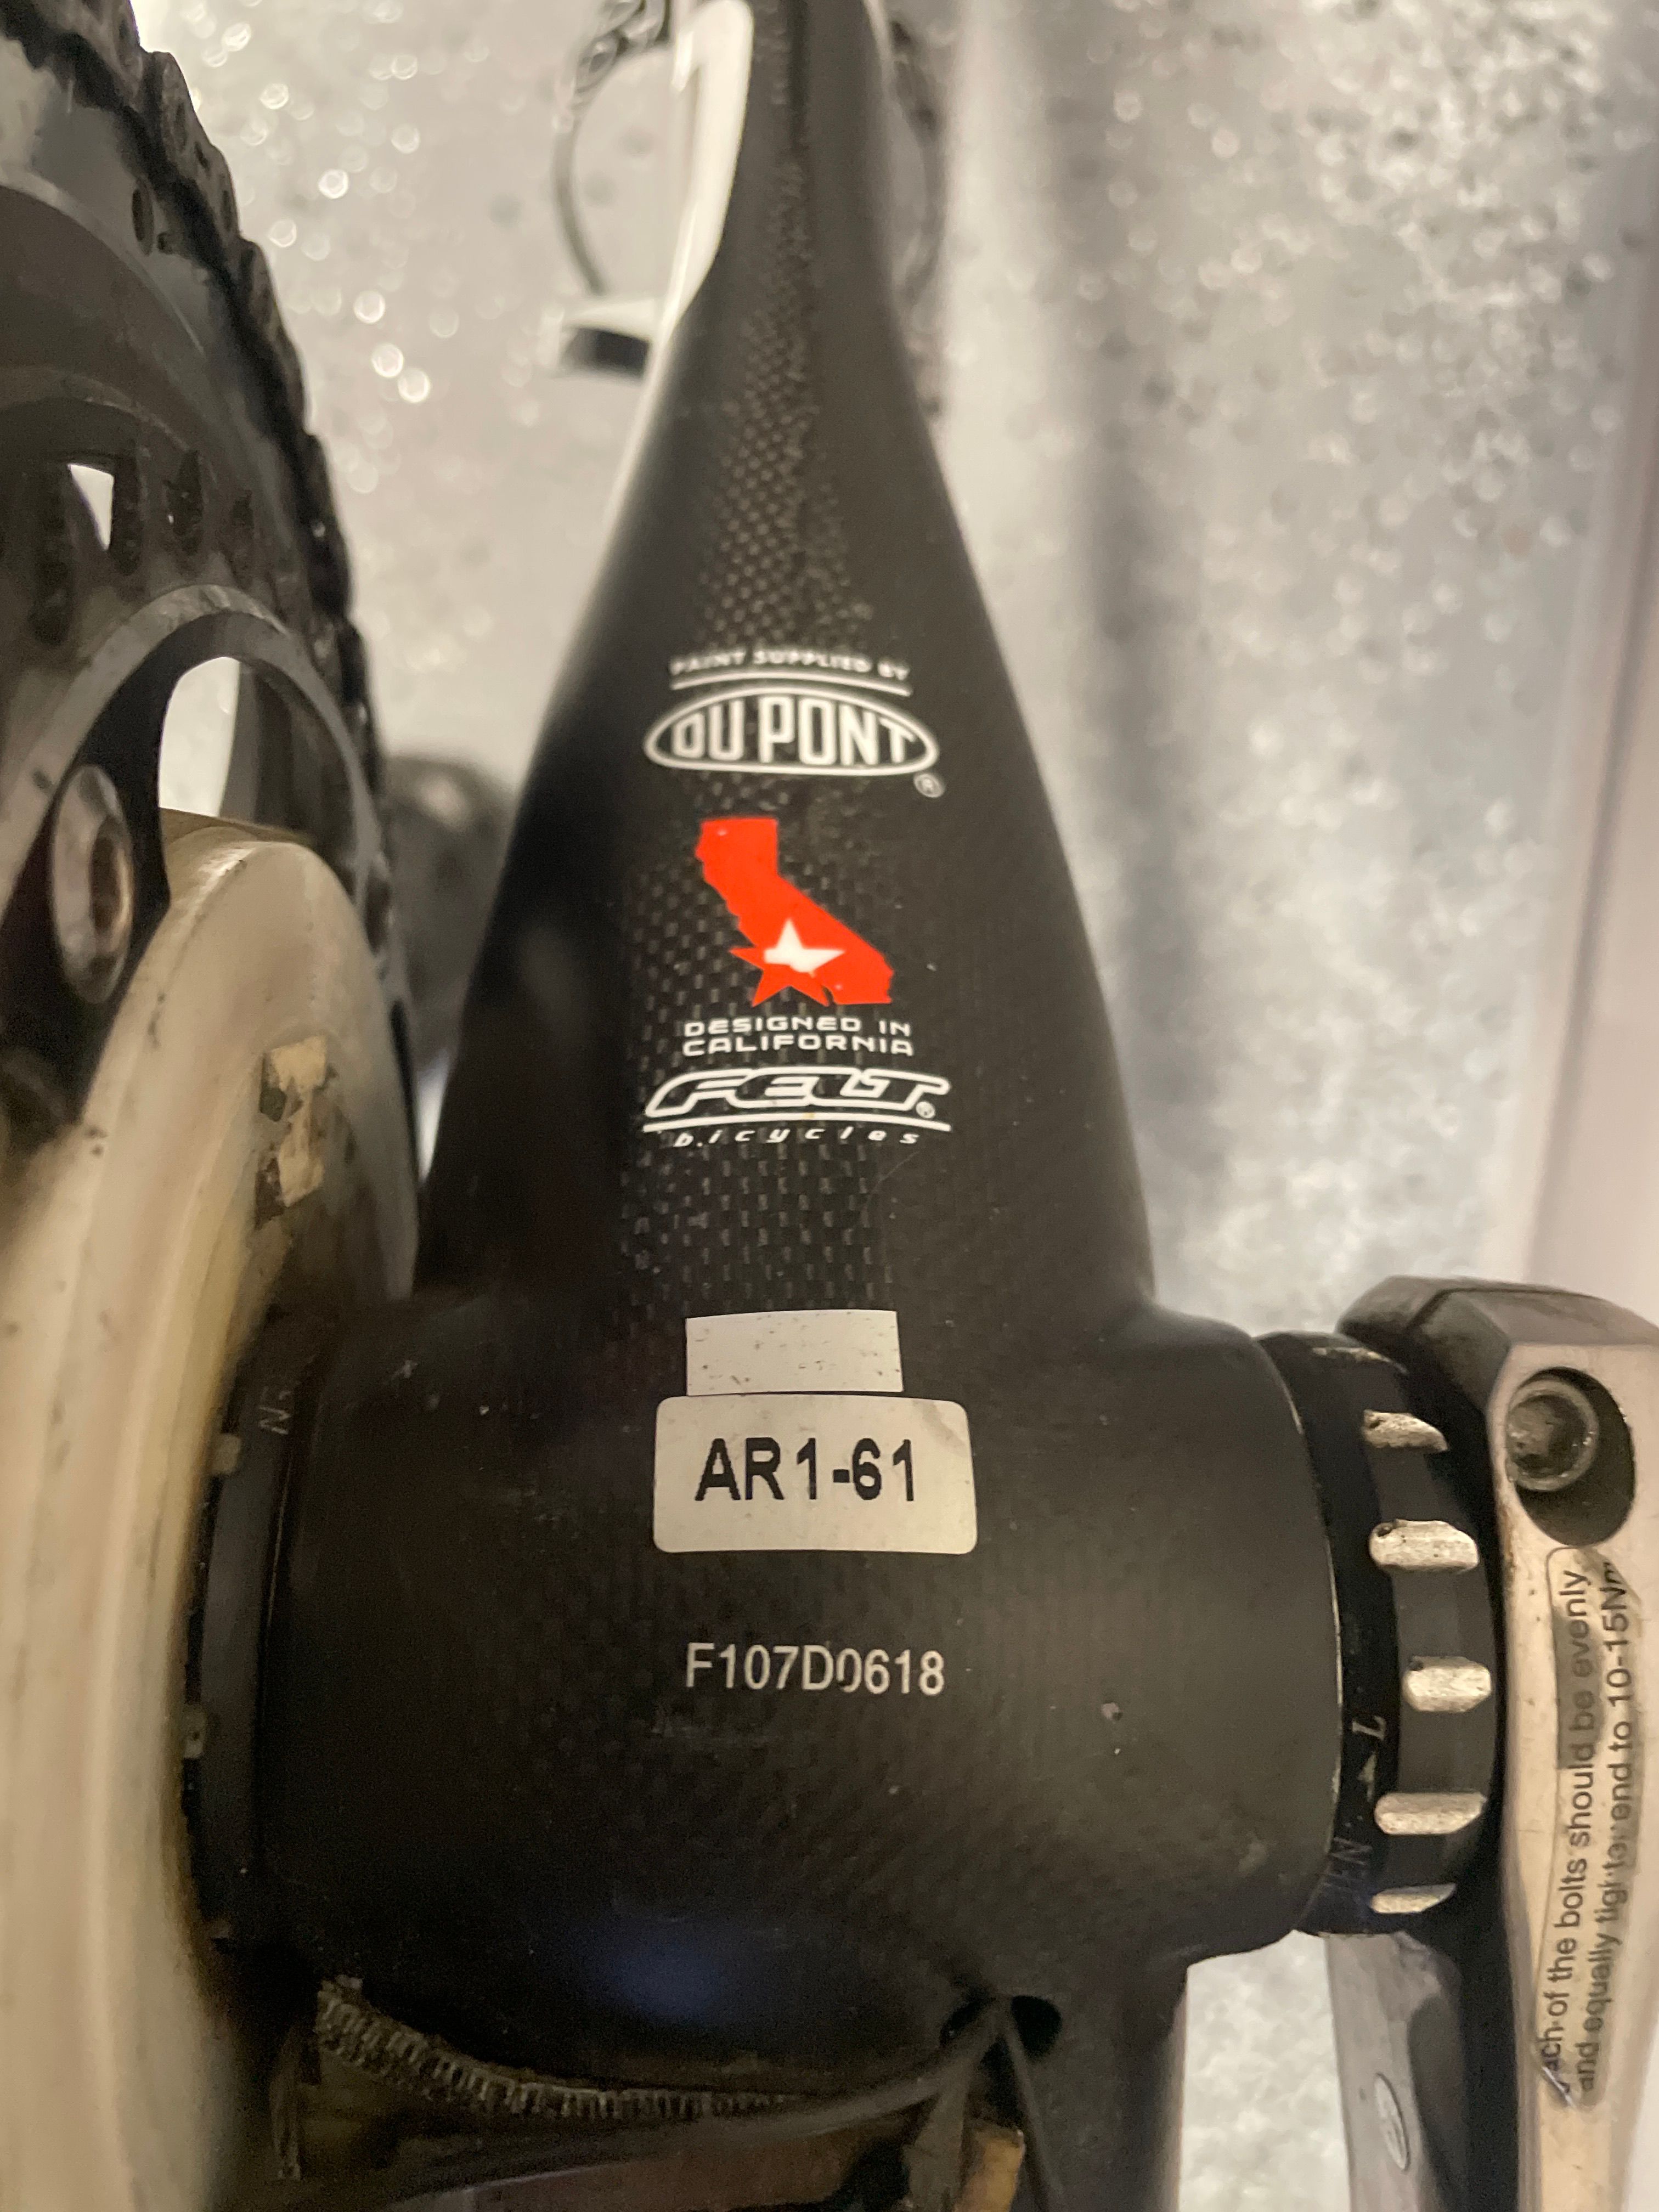 PAINT SUPPLIED BY
DU PONT
®
DESIGNED IN
CALIFORNIA
FELT®
bicycles
AR1-61
F107D0618
L
Each of the bolts should be evenly
and equally tightened to 10-15Nm